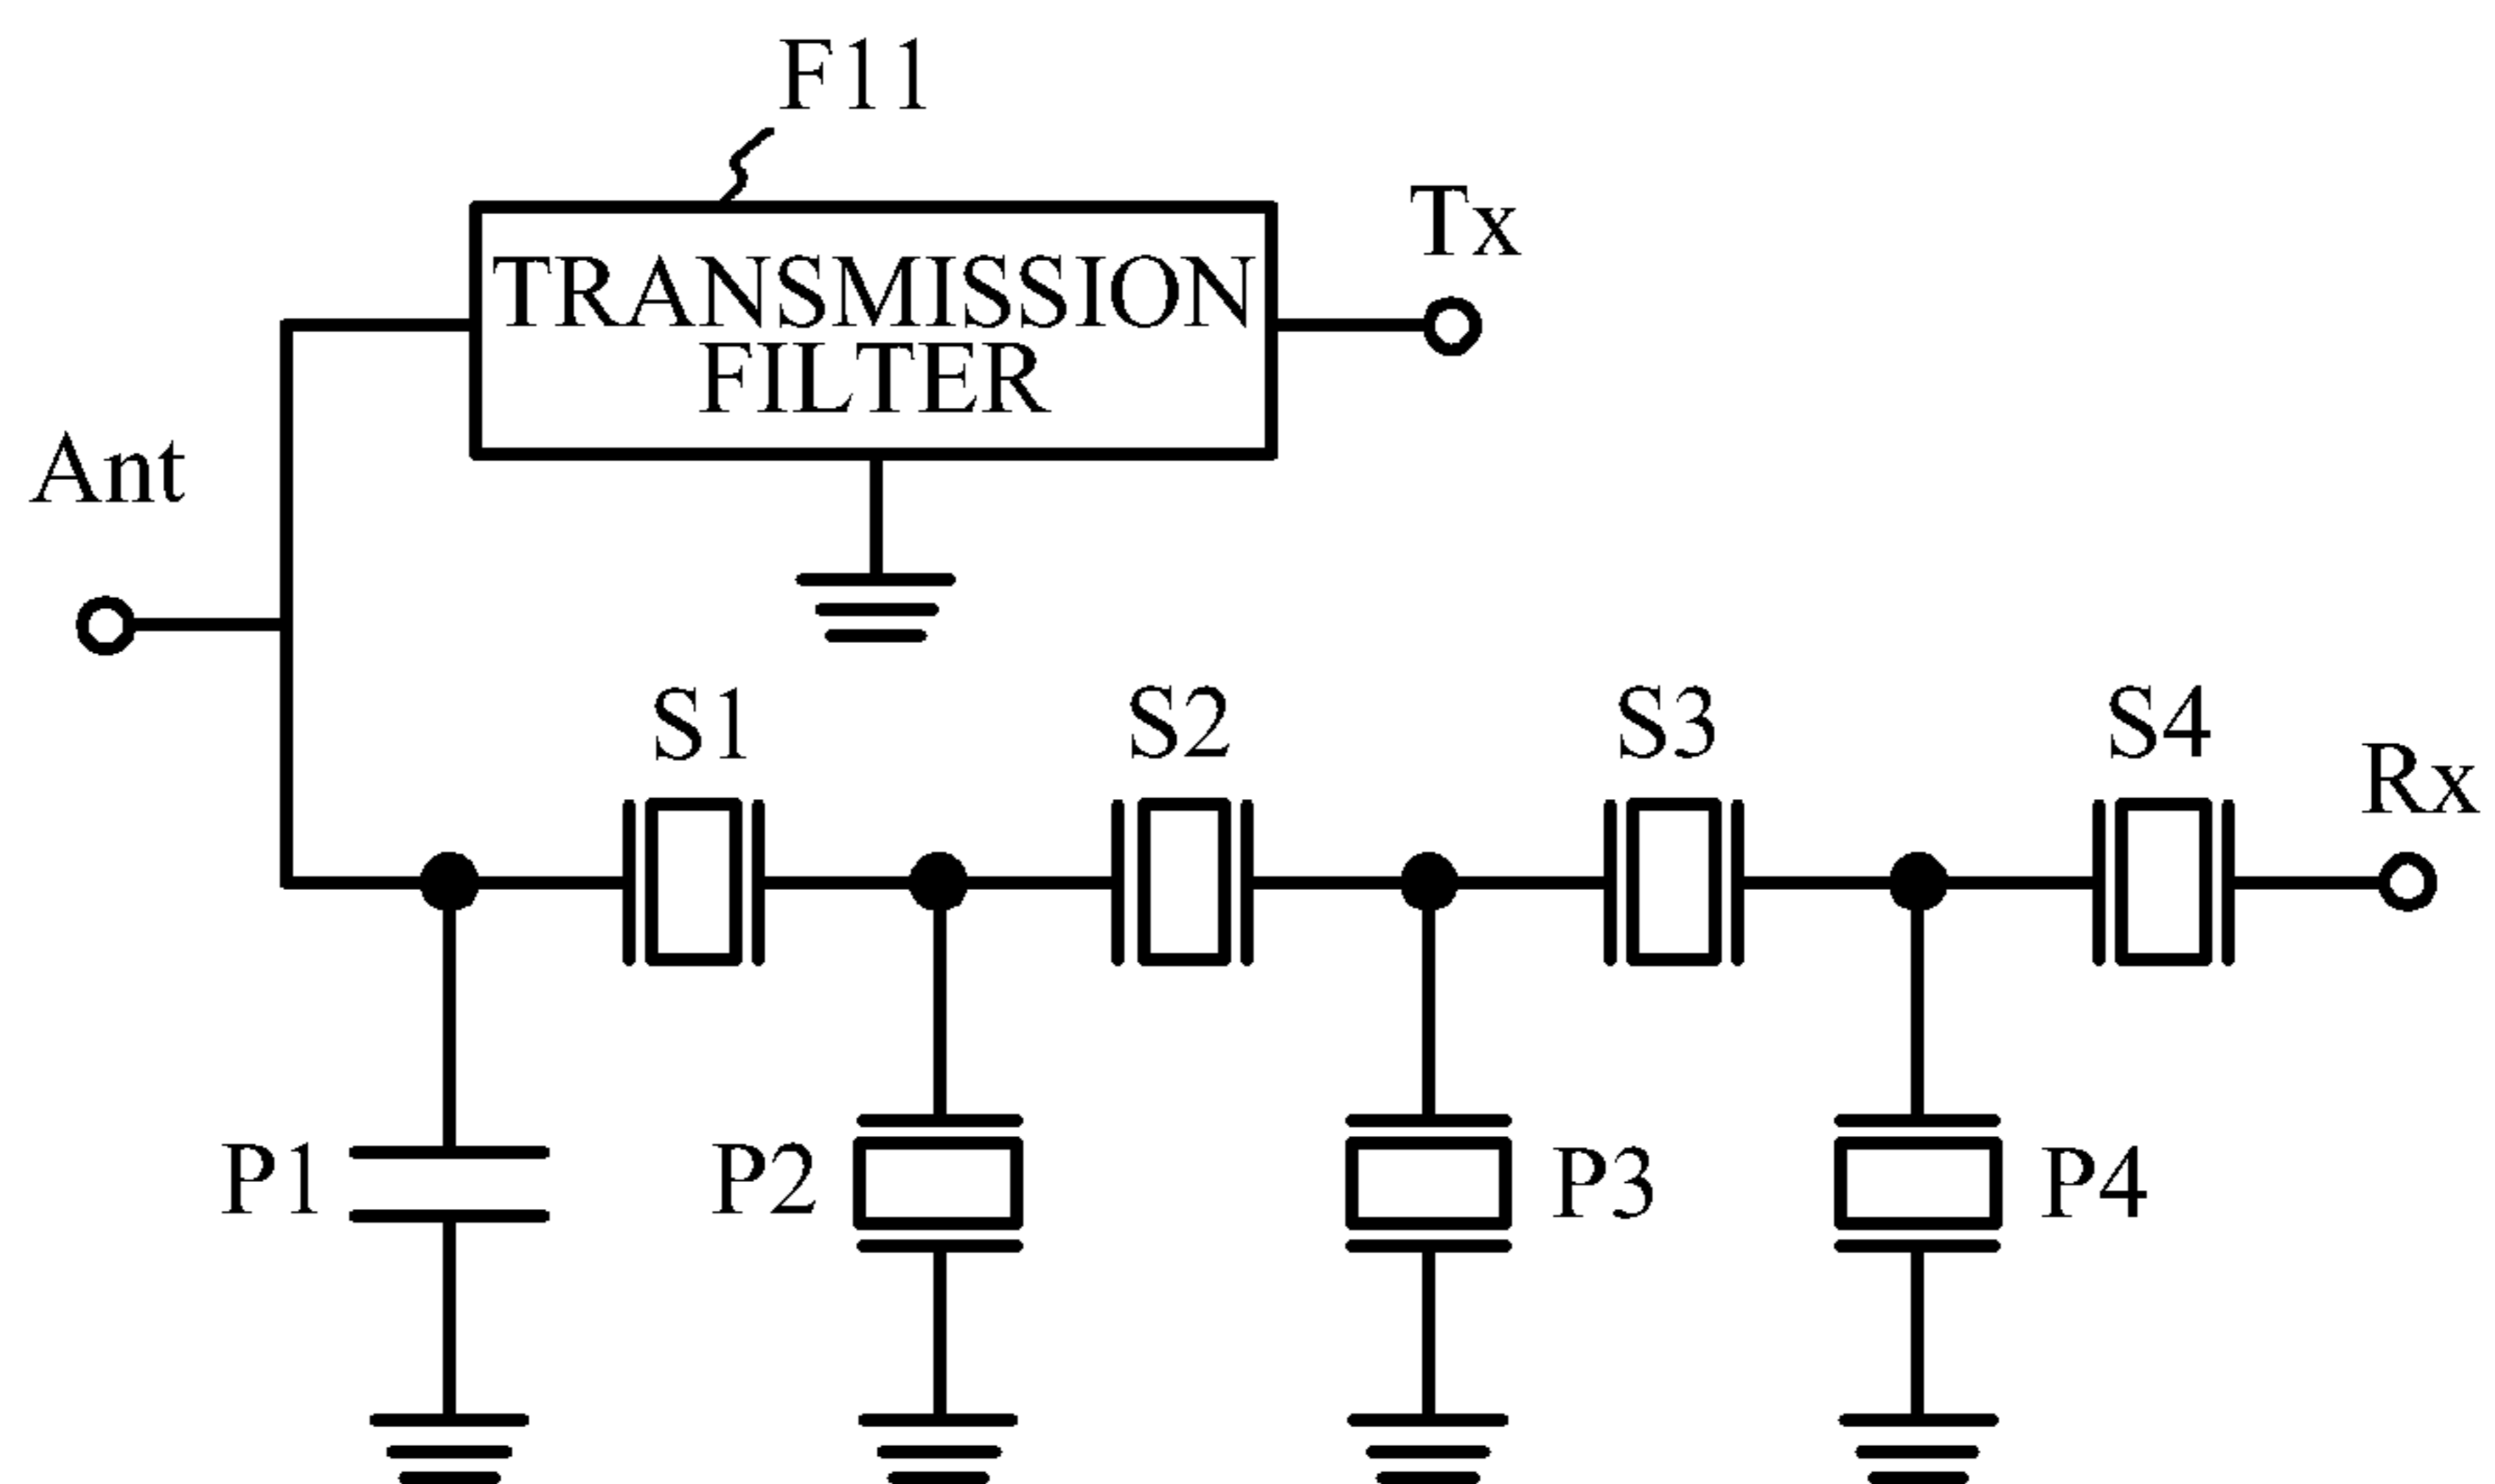 F11
Tx
TRANSMISSION
FILTER
Ant
S1
S2
S3
S4
Rx
P1
P2
P3
P4